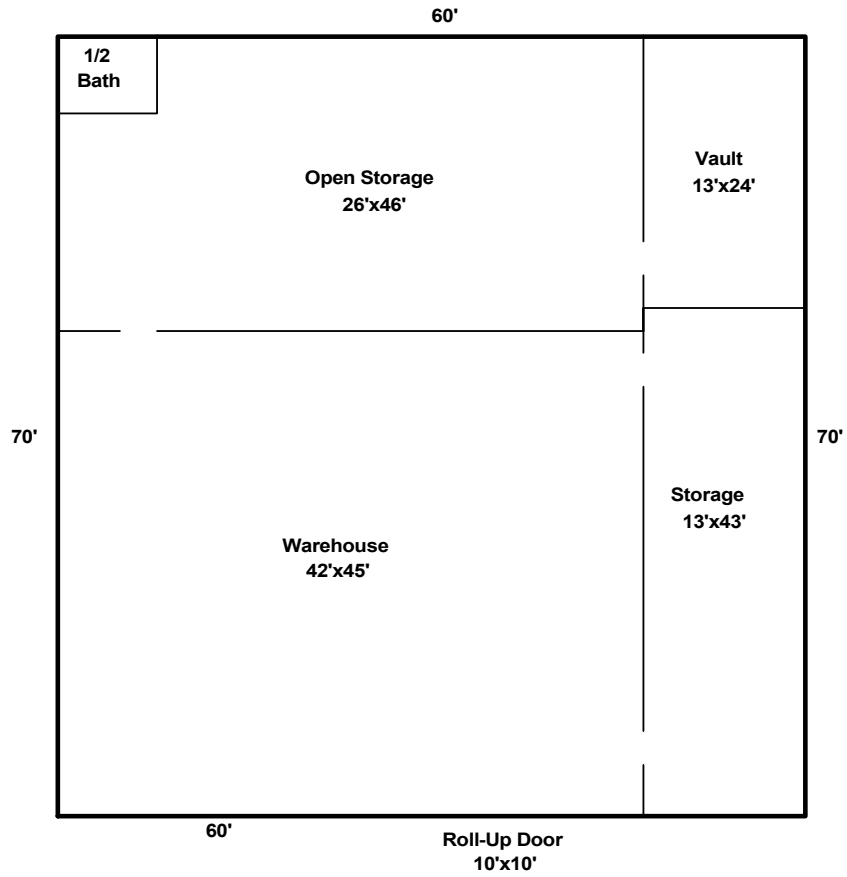 60'
1/2
Bath
Open Storage
26'x46'
Vault
13'x24'
70'
70'
Storage
13'x43'
Warehouse
42'x45'
60'
Roll-Up Door
10'x10'